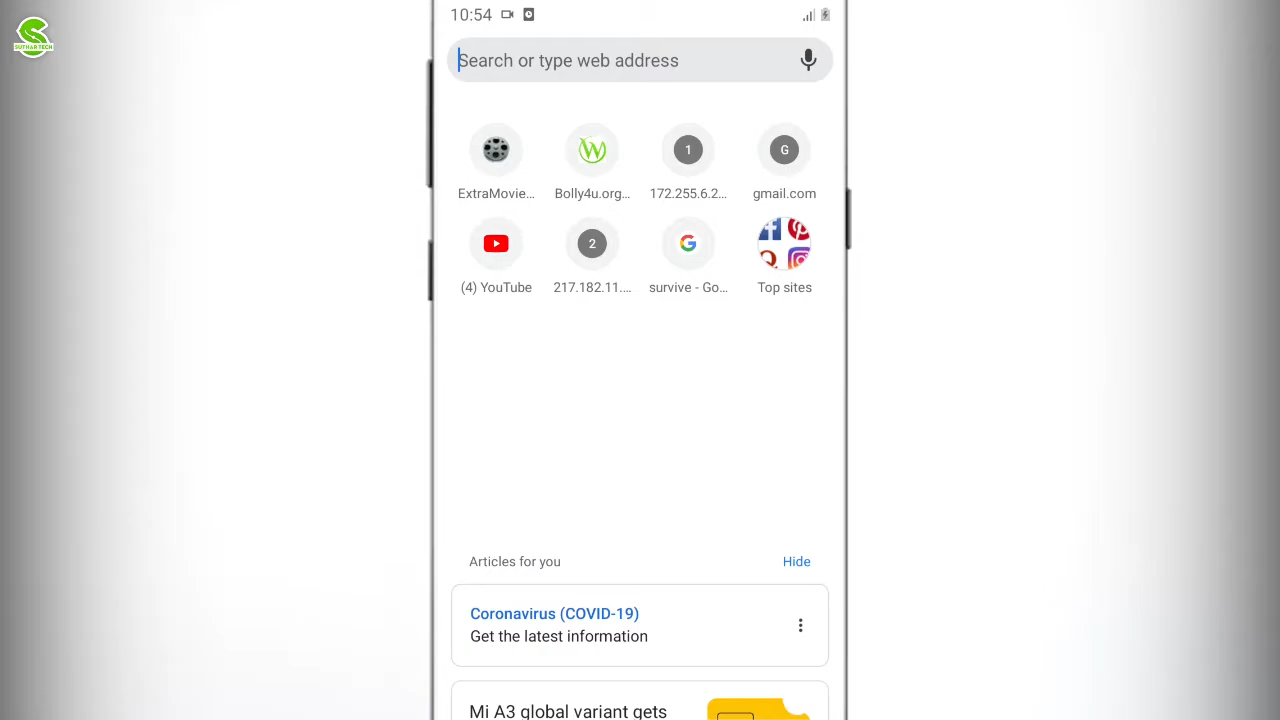 SUFHAR TECH
10:54
Search or type web address
1
G
ExtraMovie...
Bolly4u.org...
172.255.6.2...
gmail.com
2
(4) YouTube
217.182.11....
survive - Go...
Top sites
Articles for you
Hide
Coronavirus (COVID-19)
Get the latest information
Mi A3 global variant gets